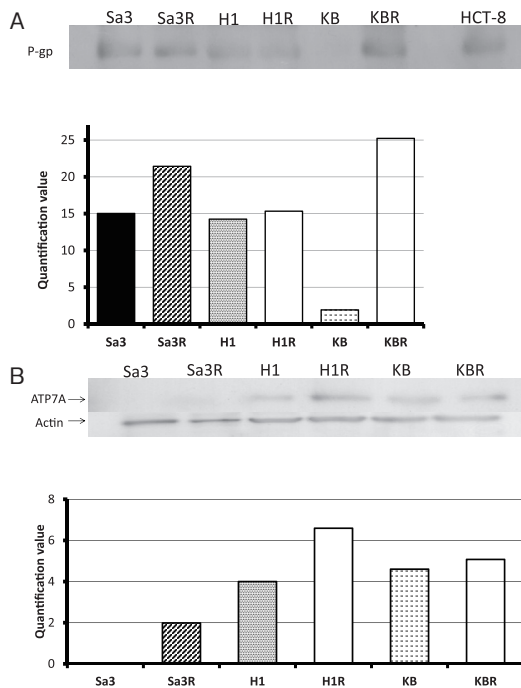 A
Sa3 Sa3R H1 H1R KB KBR HCT-8
P-gp
Quantification value
25
20
15
10
5
0
Sa3 Sa3R H1 H1R KB KBR
B
Sa3 Sa3R H1 H1R KB KBR
ATP7A
Actin
Quantification value
8
6
4
2
0
Sa3 Sa3R H1 H1R KB KBR